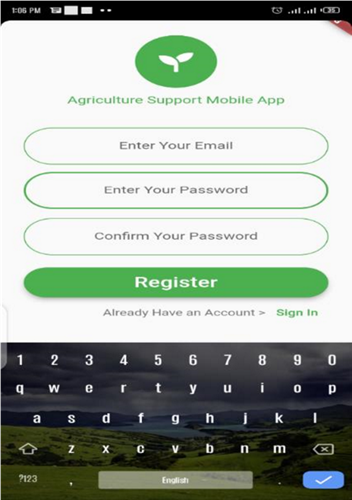 1:06 PM
Agriculture Support Mobile App
Enter Your Email
Enter Your Password
Confirm Your Password
Register
Already Have an Account > Sign In
1 2 3 4 5 6 7 8 9 0
q w e r t y u i o p
a s d f g h j k l
z x c v b n m
?123 , English .